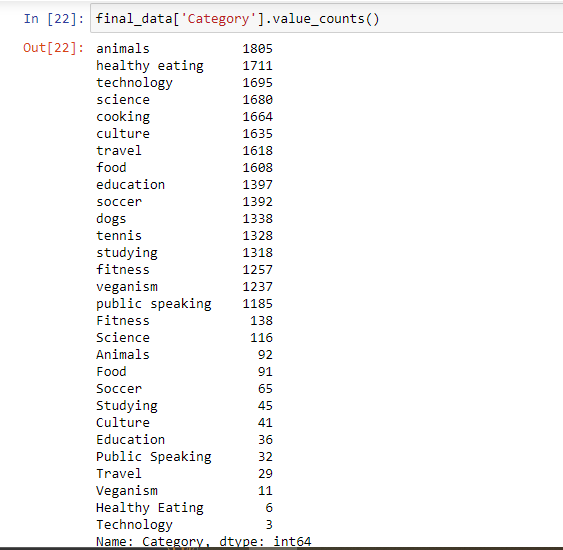 In [22]: final_data['Category'].value_counts()
Out[22]: animals 1805
healthy eating 1711
technology 1695
science 1680
cooking 1664
culture 1635
travel 1618
food 1608
education 1397
soccer 1392
dogs 1338
tennis 1328
studying 1318
fitness 1257
veganism 1237
public speaking 1185
Fitness 138
Science 116
Animals 92
Food 91
Soccer 65
Studying 45
Culture 41
Education 36
Public Speaking 32
Travel 29
Veganism 11
Healthy Eating 6
Technology 3
Name: Category, dtype: int64